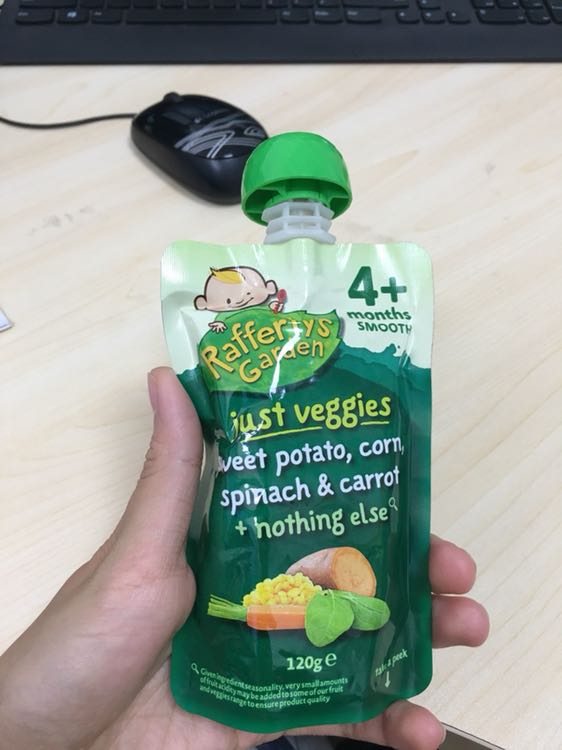 4+
months
SMOOTH
Raffertys
Garden
just veggies
sweet potato, corn,
spinach & carrot
+ nothing else
120g e
take a peek
Given ingredient seasonality, very small amounts
of fruit acidity may be added to some of our fruit
and veggies range to ensure product quality